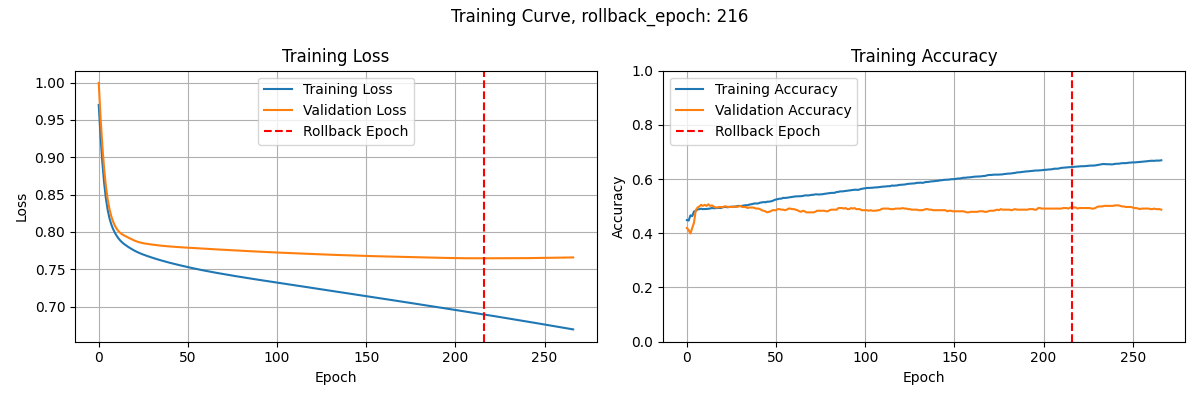 Training Curve, rollback_epoch: 216
Training Loss
1.00
0.95
0.90
0.85
0.80
0.75
0.70
Loss
Training Loss
Validation Loss
Rollback Epoch
0 50 100 150 200 250
Epoch
Training Accuracy
1.0
0.8
0.6
0.4
0.2
0.0
Accuracy
Training Accuracy
Validation Accuracy
Rollback Epoch
0 50 100 150 200 250
Epoch